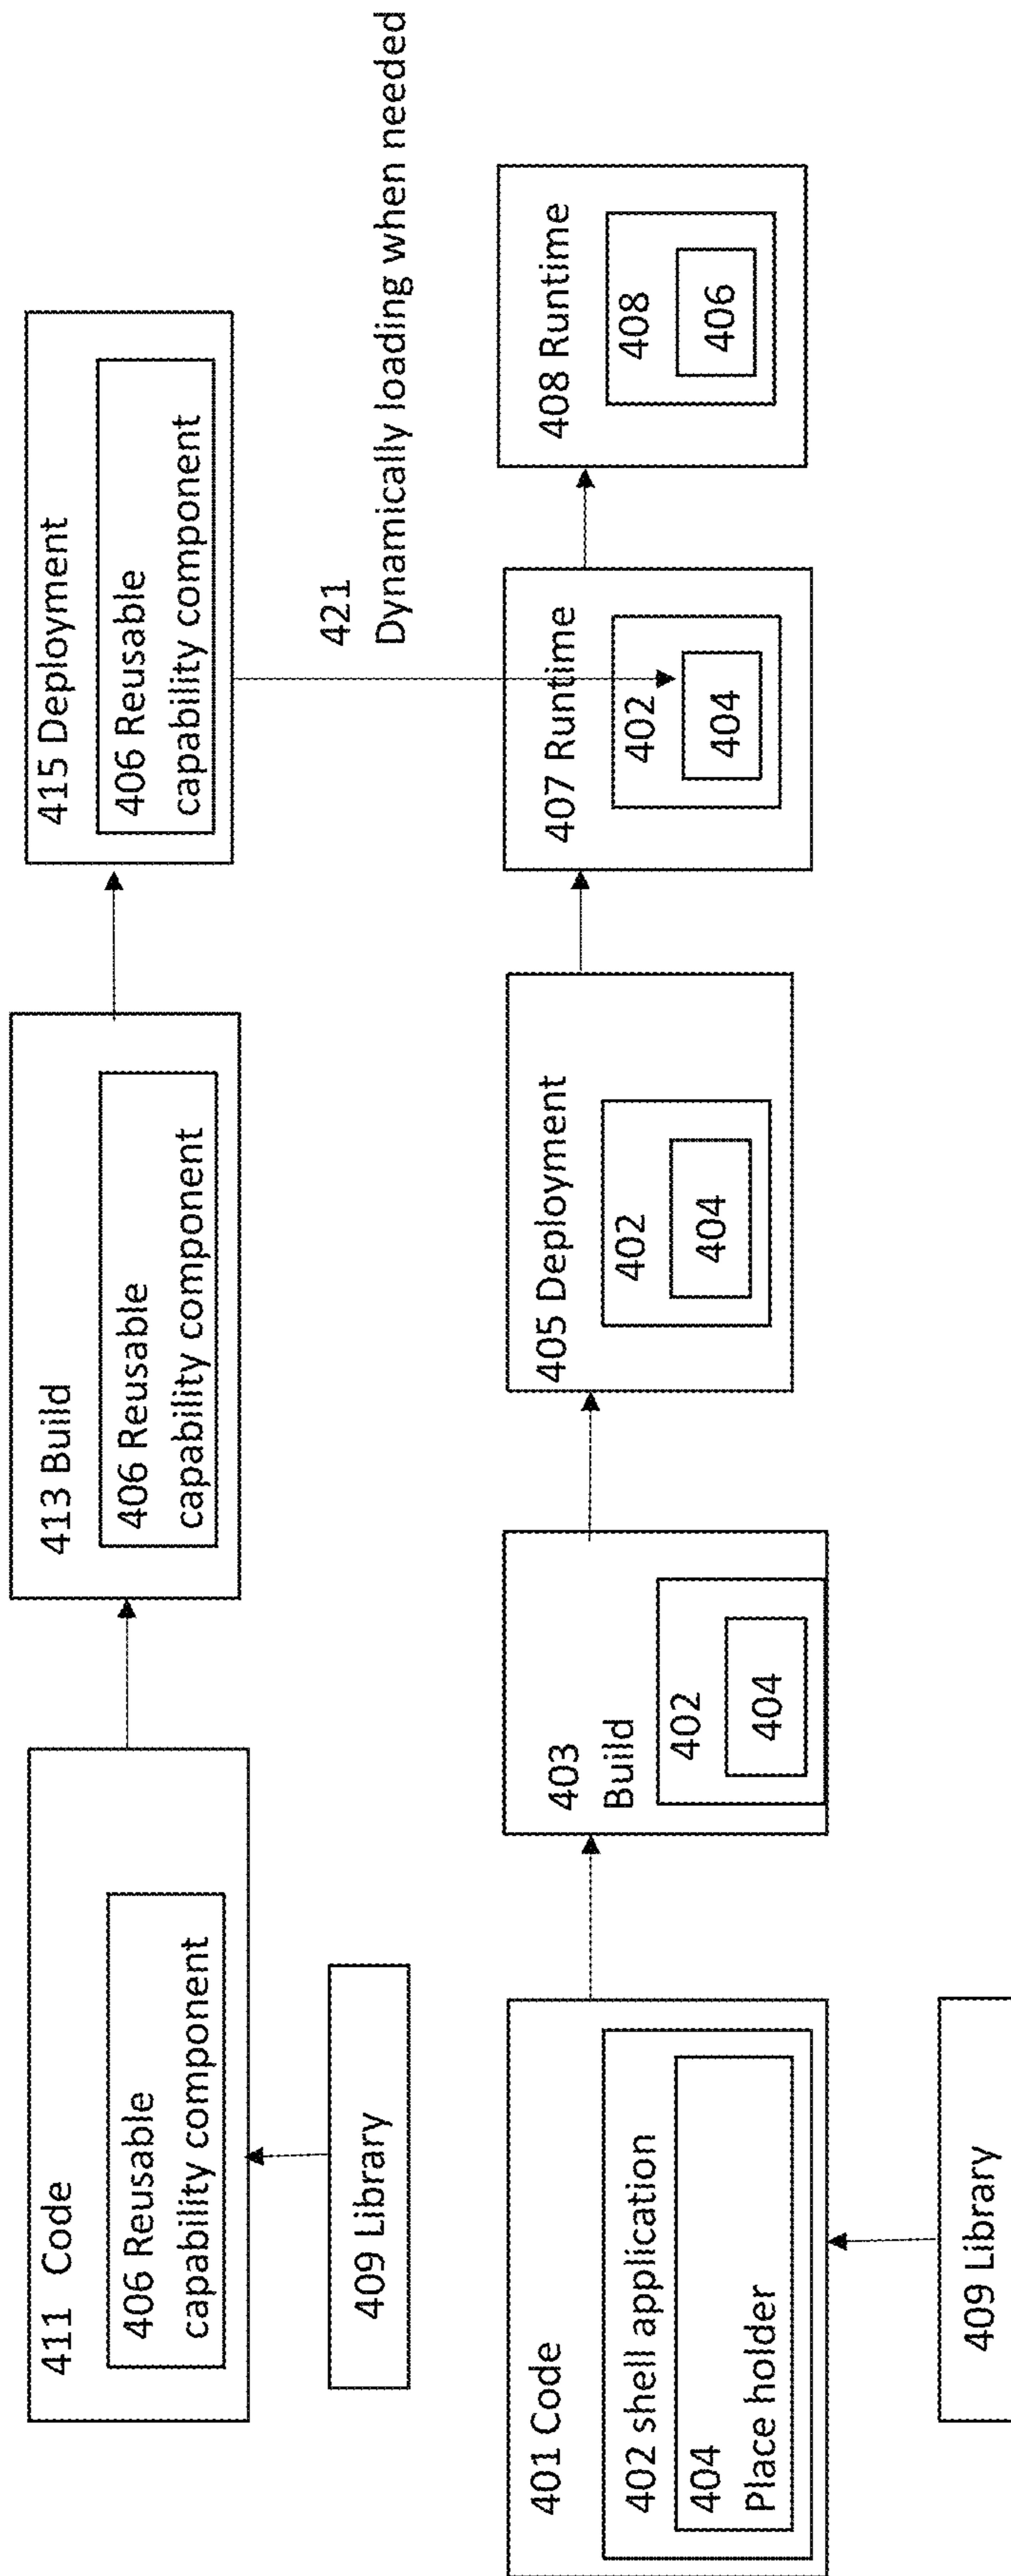 411 Code
406 Reusable
capability component
413 Build
406 Reusable
capability component
415 Deployment
406 Reusable
capability component
409 Library
421
Dynamically loading when needed
401 Code
402 shell application
404
Place holder
403
Build
402
404
405 Deployment
402
404
407 Runtime
402
404
408 Runtime
408
406
409 Library